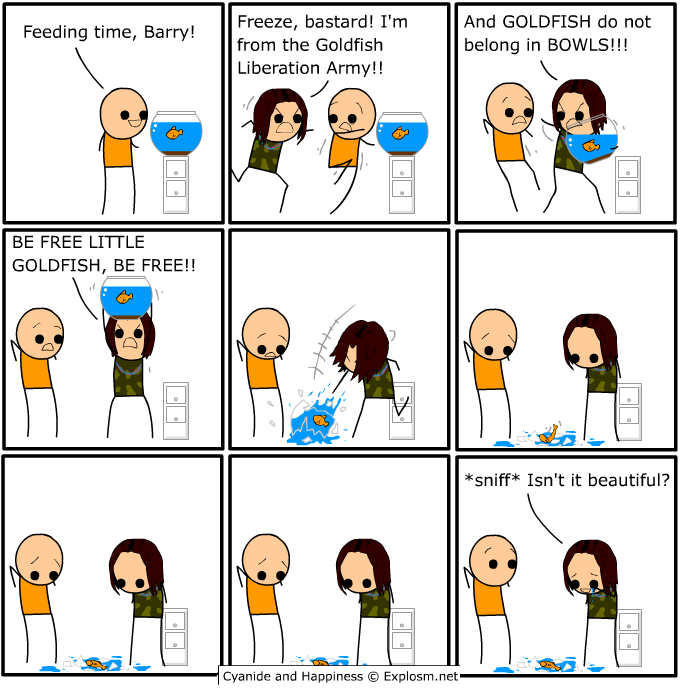 Feeding time, Barry!
Freeze, bastard! I'm
from the Goldfish
Liberation Army!!
And GOLDFISH do not
belong in BOWLS!!!
BE FREE LITTLE
GOLDFISH, BE FREE!!
*sniff* Isn't it beautiful?
Cyanide and Happiness © Explosm.net